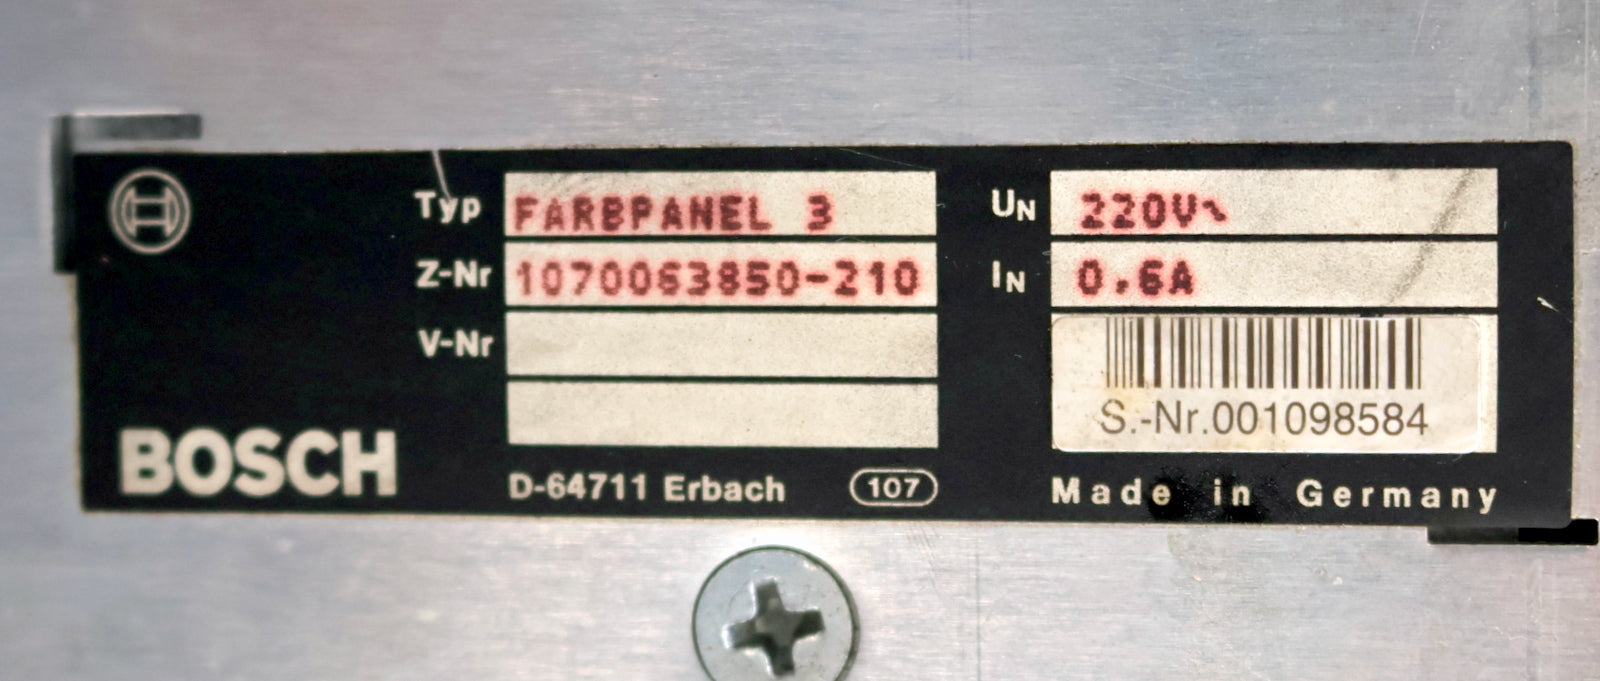 Typ FARBPANEL 3
Z-Nr 1070063850-210
V-Nr
BOSCH
D-64711 Erbach 107
UN 220V~
IN 0.6A
S.-Nr.001098584
Made in Germany